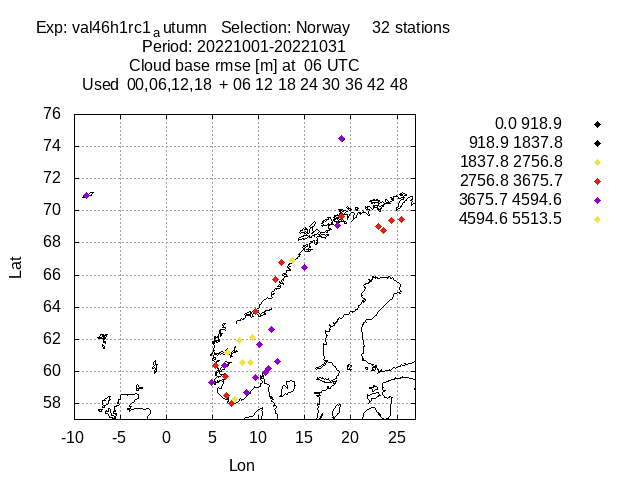 Exp: val46h1rc1autumn Selection: Norway 32 stations
Period: 20221001-20221031
Cloud base rmse [m] at 06 UTC
Used 00,06,12,18 + 06 12 18 24 30 36 42 48
76
74
72
70
68
66
64
62
60
58
Lat
-10 -5 0 5 10 15 20 25
Lon
0.0 918.9
918.9 1837.8
1837.8 2756.8
2756.8 3675.7
3675.7 4594.6
4594.6 5513.5